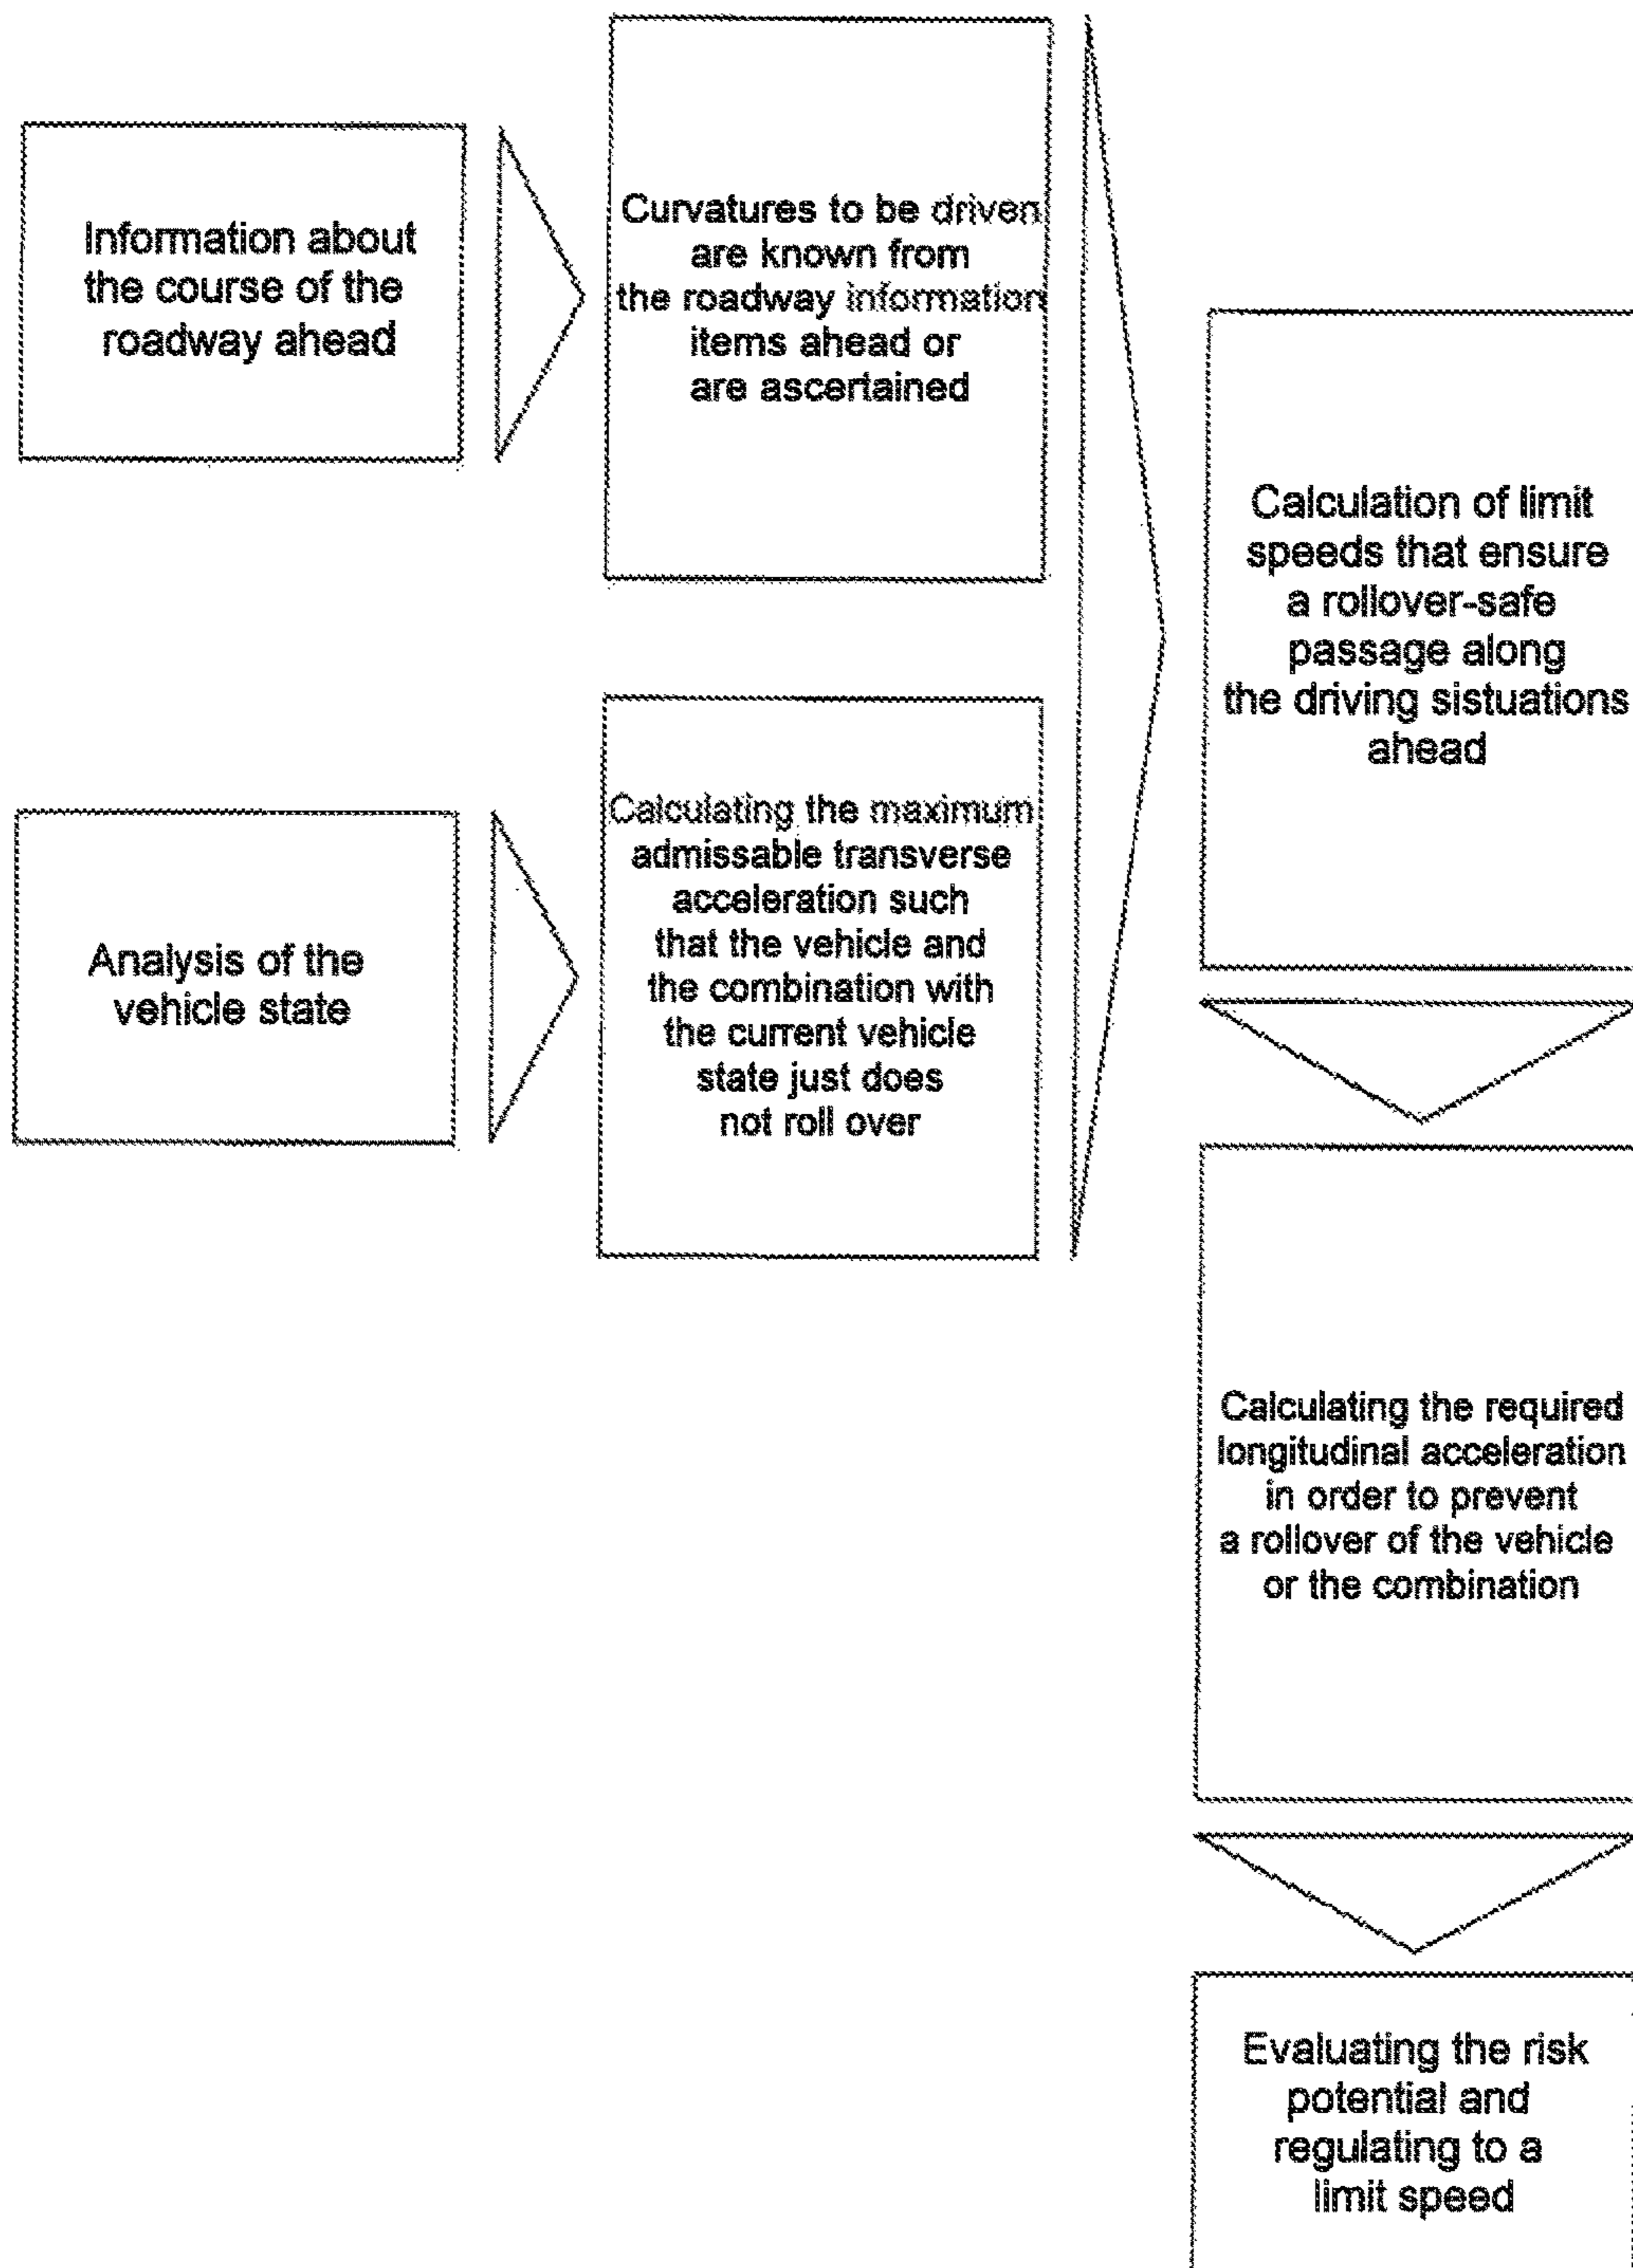 Information about
the course of the
roadway ahead
Curvatures to be driven
are known from
the roadway information
items ahead or
are ascertained
Analysis of the
vehicle state
Calculating the maximum
admissable transverse
acceleration such
that the vehicle and
the combination with
the current vehicle
state just does
not roll over
Calculation of limit
speeds that ensure
a rollover-safe
passage along
the driving sistuations
ahead
Calculating the required
longitudinal acceleration
in order to prevent
a rollover of the vehicle
or the combination
Evaluating the risk
potential and
regulating to a
limit speed